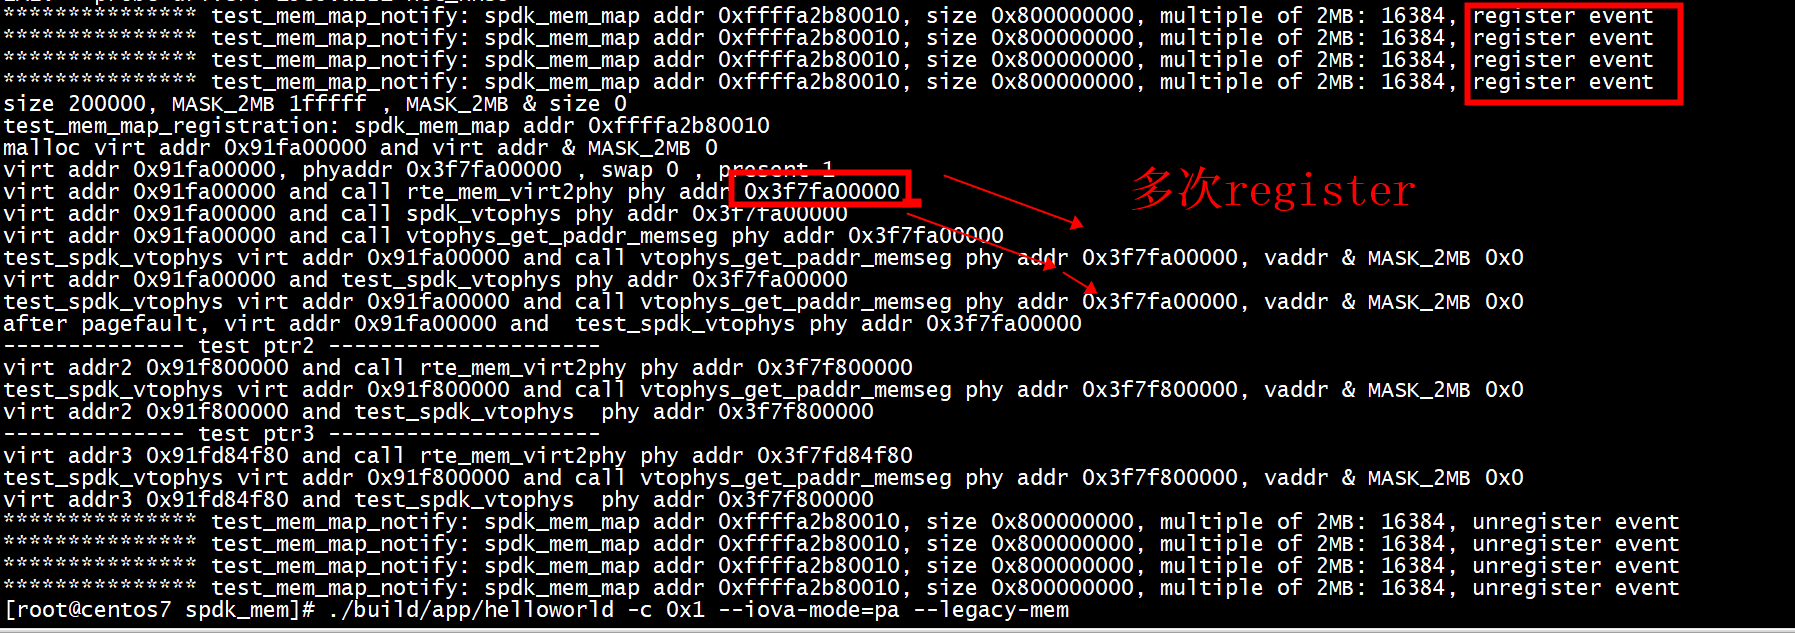 *************** test_mem_map_notify: spdk_mem_map addr 0xffffa2b80010, size 0x800000000, multiple of 2MB: 16384, register event
*************** test_mem_map_notify: spdk_mem_map addr 0xffffa2b80010, size 0x800000000, multiple of 2MB: 16384, register event
*************** test_mem_map_notify: spdk_mem_map addr 0xffffa2b80010, size 0x800000000, multiple of 2MB: 16384, register event
*************** test_mem_map_notify: spdk_mem_map addr 0xffffa2b80010, size 0x800000000, multiple of 2MB: 16384, register event
size 200000, MASK_2MB 1fffff , MASK_2MB & size 0
test_mem_map_registration: spdk_mem_map addr 0xffffa2b80010
malloc virt addr 0x91fa00000 and virt addr & MASK_2MB 0
virt addr 0x91fa00000, phyaddr 0x3f7fa00000 , swap 0 , present 1
virt addr 0x91fa00000 and call rte_mem_virt2phy phy addr 0x3f7fa00000
多次register
virt addr 0x91fa00000 and call spdk_vtophys phy addr 0x3f7fa00000
virt addr 0x91fa00000 and call vtophys_get_paddr_memseg phy addr 0x3f7fa00000
test_spdk_vtophys virt addr 0x91fa00000 and call vtophys_get_paddr_memseg phy addr 0x3f7fa00000, vaddr & MASK_2MB 0x0
virt addr 0x91fa00000 and test_spdk_vtophys phy addr 0x3f7fa00000
test_spdk_vtophys virt addr 0x91fa00000 and call vtophys_get_paddr_memseg phy addr 0x3f7fa00000, vaddr & MASK_2MB 0x0
after pagefault, virt addr 0x91fa00000 and  test_spdk_vtophys phy addr 0x3f7fa00000
-------------- test ptr2 ---------------------
virt addr2 0x91f800000 and call rte_mem_virt2phy phy addr 0x3f7f800000
test_spdk_vtophys virt addr 0x91f800000 and call vtophys_get_paddr_memseg phy addr 0x3f7f800000, vaddr & MASK_2MB 0x0
virt addr2 0x91f800000 and test_spdk_vtophys  phy addr 0x3f7f800000
-------------- test ptr3 ---------------------
virt addr3 0x91fd84f80 and call rte_mem_virt2phy phy addr 0x3f7fd84f80
test_spdk_vtophys virt addr 0x91f800000 and call vtophys_get_paddr_memseg phy addr 0x3f7f800000, vaddr & MASK_2MB 0x0
virt addr3 0x91fd84f80 and test_spdk_vtophys  phy addr 0x3f7f800000
*************** test_mem_map_notify: spdk_mem_map addr 0xffffa2b80010, size 0x800000000, multiple of 2MB: 16384, unregister event
*************** test_mem_map_notify: spdk_mem_map addr 0xffffa2b80010, size 0x800000000, multiple of 2MB: 16384, unregister event
*************** test_mem_map_notify: spdk_mem_map addr 0xffffa2b80010, size 0x800000000, multiple of 2MB: 16384, unregister event
*************** test_mem_map_notify: spdk_mem_map addr 0xffffa2b80010, size 0x800000000, multiple of 2MB: 16384, unregister event
[root@centos7 spdk_mem]# ./build/app/helloworld -c 0x1 --iova-mode=pa --legacy-mem